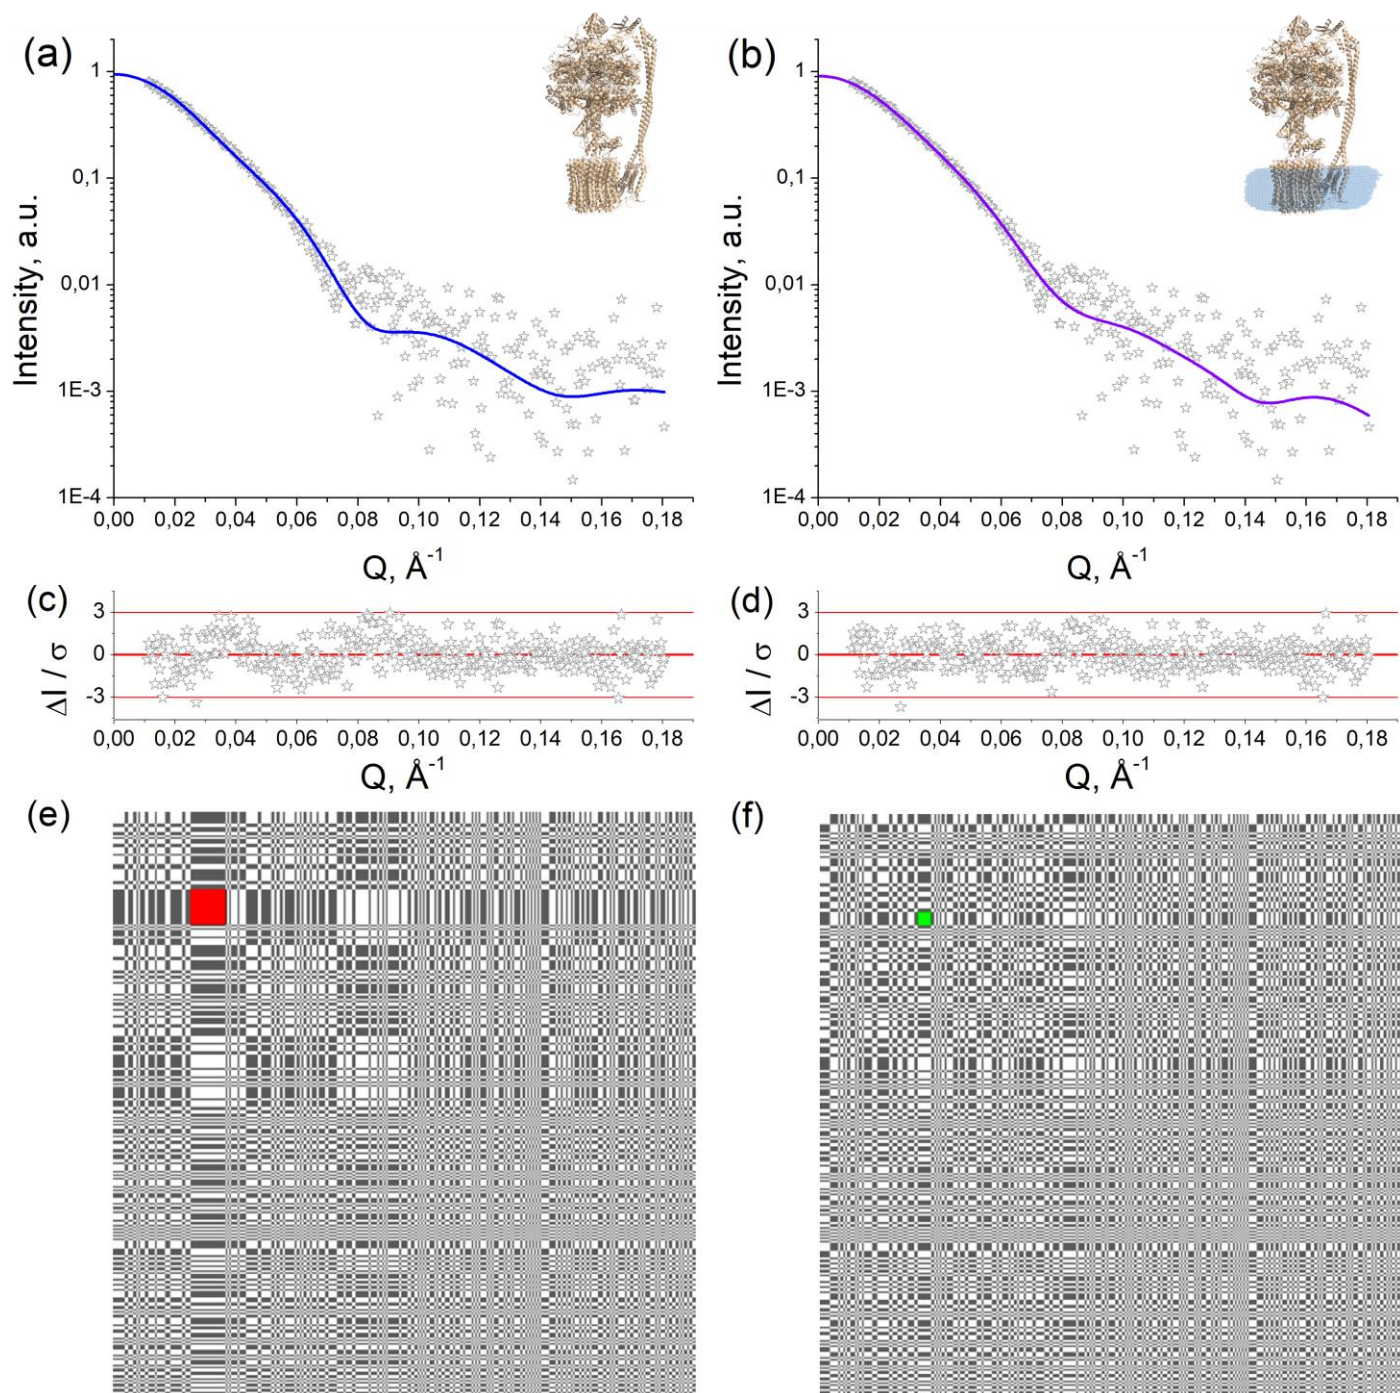 (a)
1
0,1
0,01
1E-3
1E-4
Intensity, a.u.
0,00 0,02 0,04 0,06 0,08 0,10 0,12 0,14 0,16 0,18
Q, Å-1
(b)
1
0,1
0,01
1E-3
1E-4
Intensity, a.u.
0,00 0,02 0,04 0,06 0,08 0,10 0,12 0,14 0,16 0,18
Q, Å-1
(c)
3
0
-3
ΔI / σ
0,00 0,02 0,04 0,06 0,08 0,10 0,12 0,14 0,16 0,18
Q, Å-1
(d)
3
0
-3
ΔI / σ
0,00 0,02 0,04 0,06 0,08 0,10 0,12 0,14 0,16 0,18
Q, Å-1
(e)
(f)